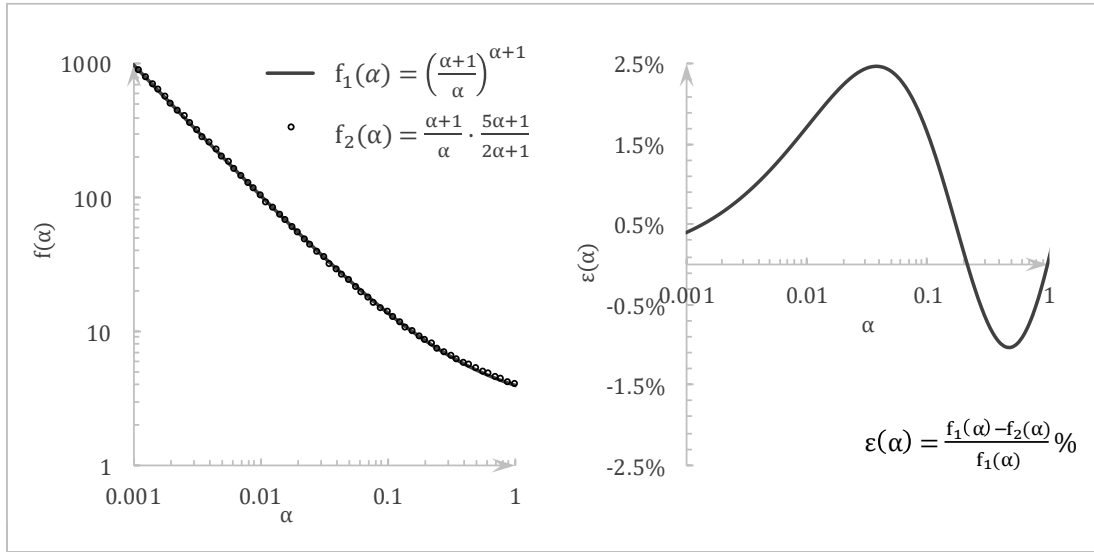 1000
100
10
1
0.001
0.01
0.1
1
f(α)
α
f₁(α) = ((α+1)/α)^(α+1)
f₂(α) = (α+1)/α · (5α+1)/(2α+1)
2.5%
1.5%
0.5%
-0.5%
-1.5%
-2.5%
0.001
0.01
0.1
1
ε(α)
α
ε(α) = (f₁(α)−f₂(α))/f₁(α) %